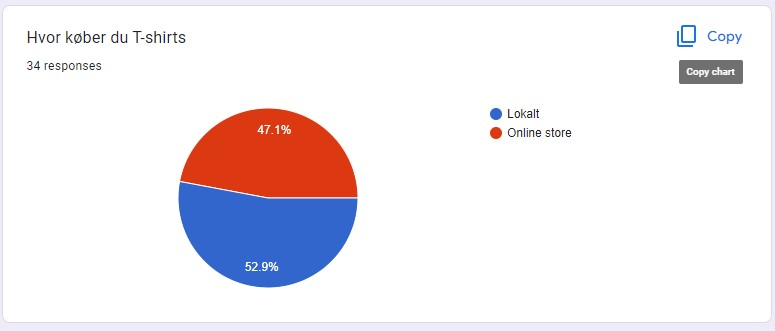 Hvor køber du T-shirts
Copy
34 responses
Copy chart
Lokalt
Online store
47.1%
52.9%